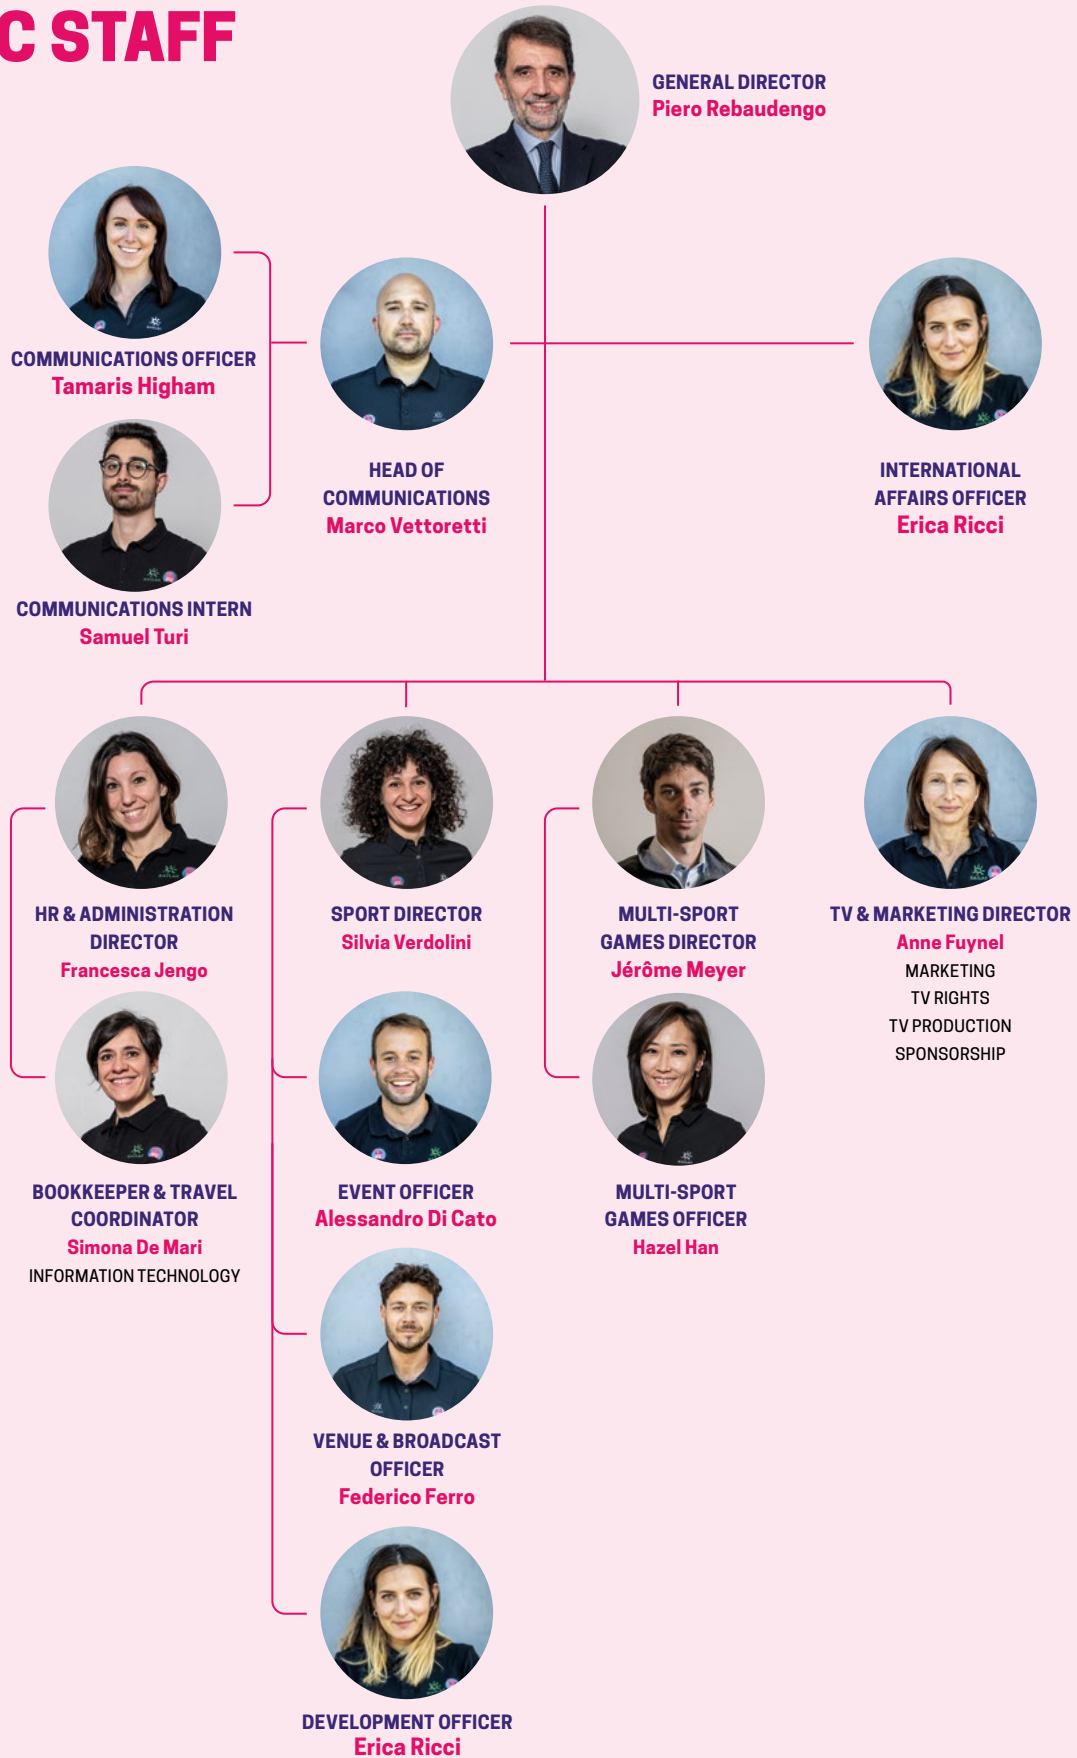 C STAFF
GENERAL DIRECTOR
Piero Rebaudengo
COMMUNICATIONS OFFICER
Tamaris Higham
HEAD OF
COMMUNICATIONS
Marco Vettoretti
INTERNATIONAL
AFFAIRS OFFICER
Erica Ricci
COMMUNICATIONS INTERN
Samuel Turi
HR & ADMINISTRATION
DIRECTOR
Francesca Jengo
SPORT DIRECTOR
Silvia Verdolini
MULTI-SPORT
GAMES DIRECTOR
Jérôme Meyer
TV & MARKETING DIRECTOR
Anne Fuynel
MARKETING
TV RIGHTS
TV PRODUCTION
SPONSORSHIP
BOOKKEEPER & TRAVEL
COORDINATOR
Simona De Mari
INFORMATION TECHNOLOGY
EVENT OFFICER
Alessandro Di Cato
MULTI-SPORT
GAMES OFFICER
Hazel Han
VENUE & BROADCAST
OFFICER
Federico Ferro
DEVELOPMENT OFFICER
Erica Ricci